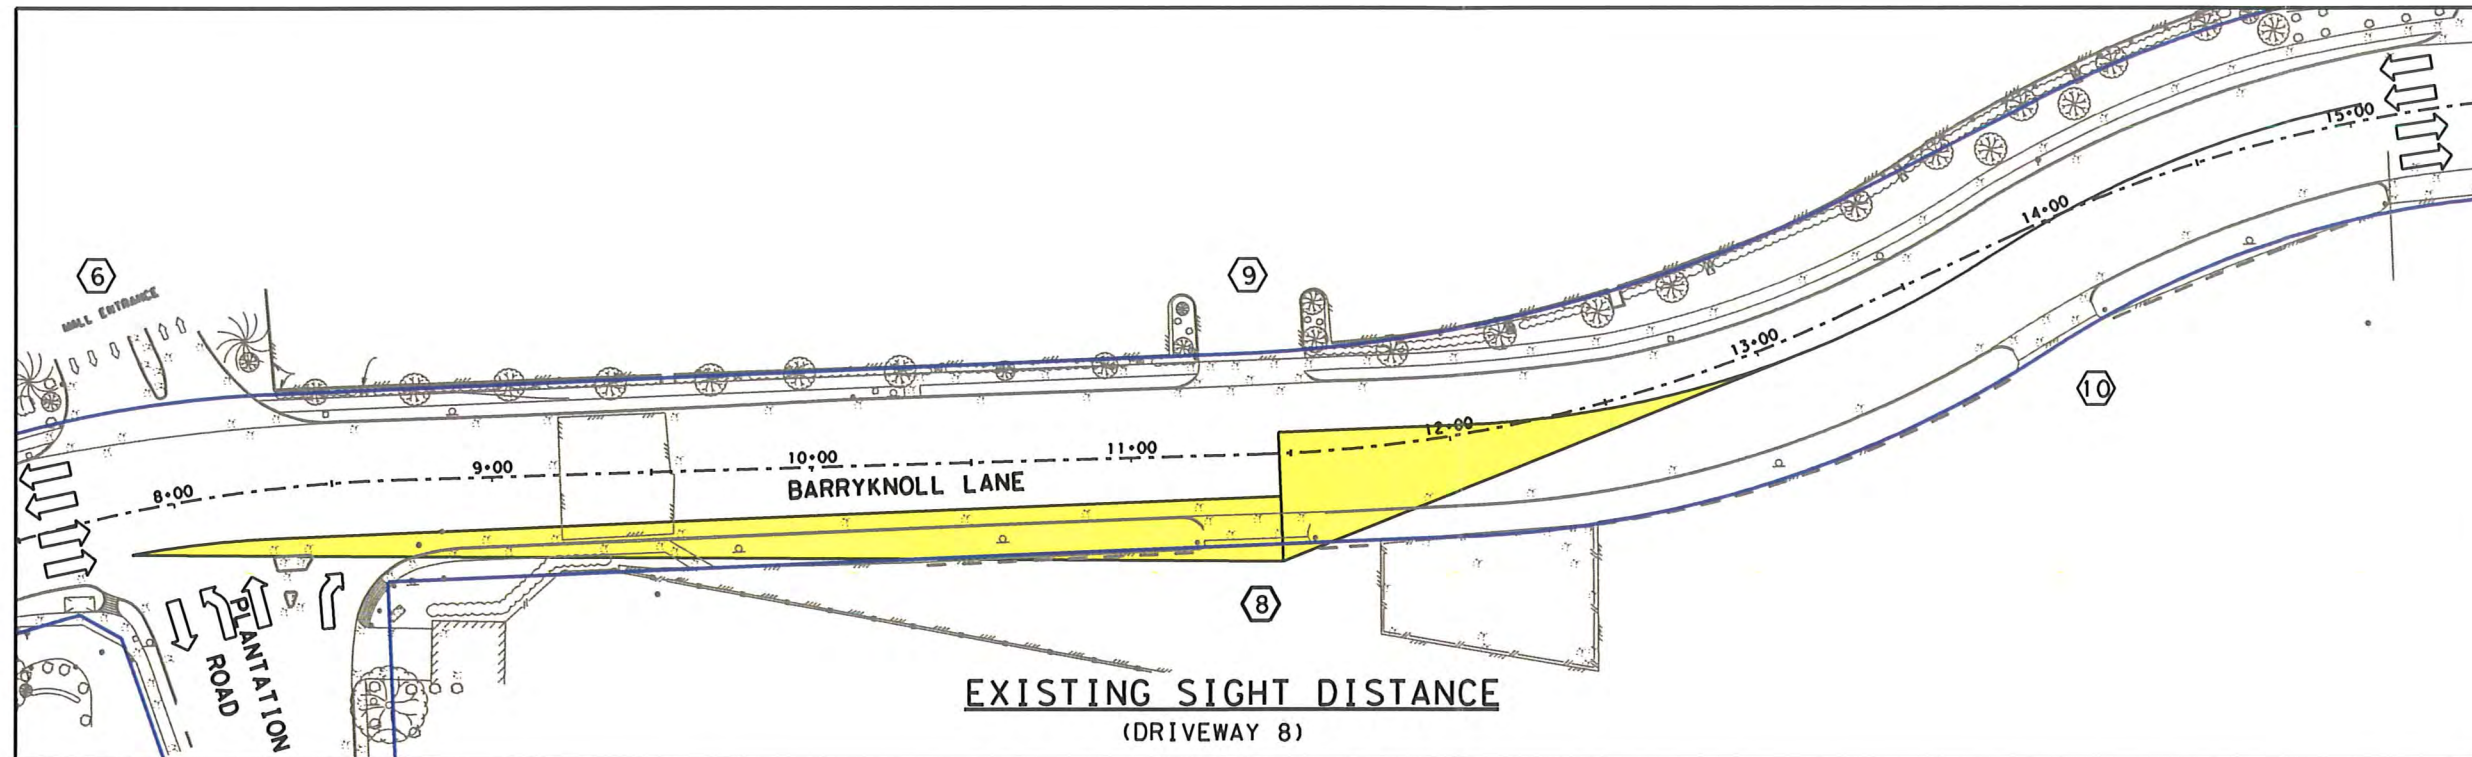 6
MALL ENTRANCE
9
10
8
8+00
9+00
10+00
11+00
12+00
13+00
14+00
15+00
BARRYKNOLL LANE
PLANTATION
ROAD
EXISTING SIGHT DISTANCE
(DRIVEWAY 8)